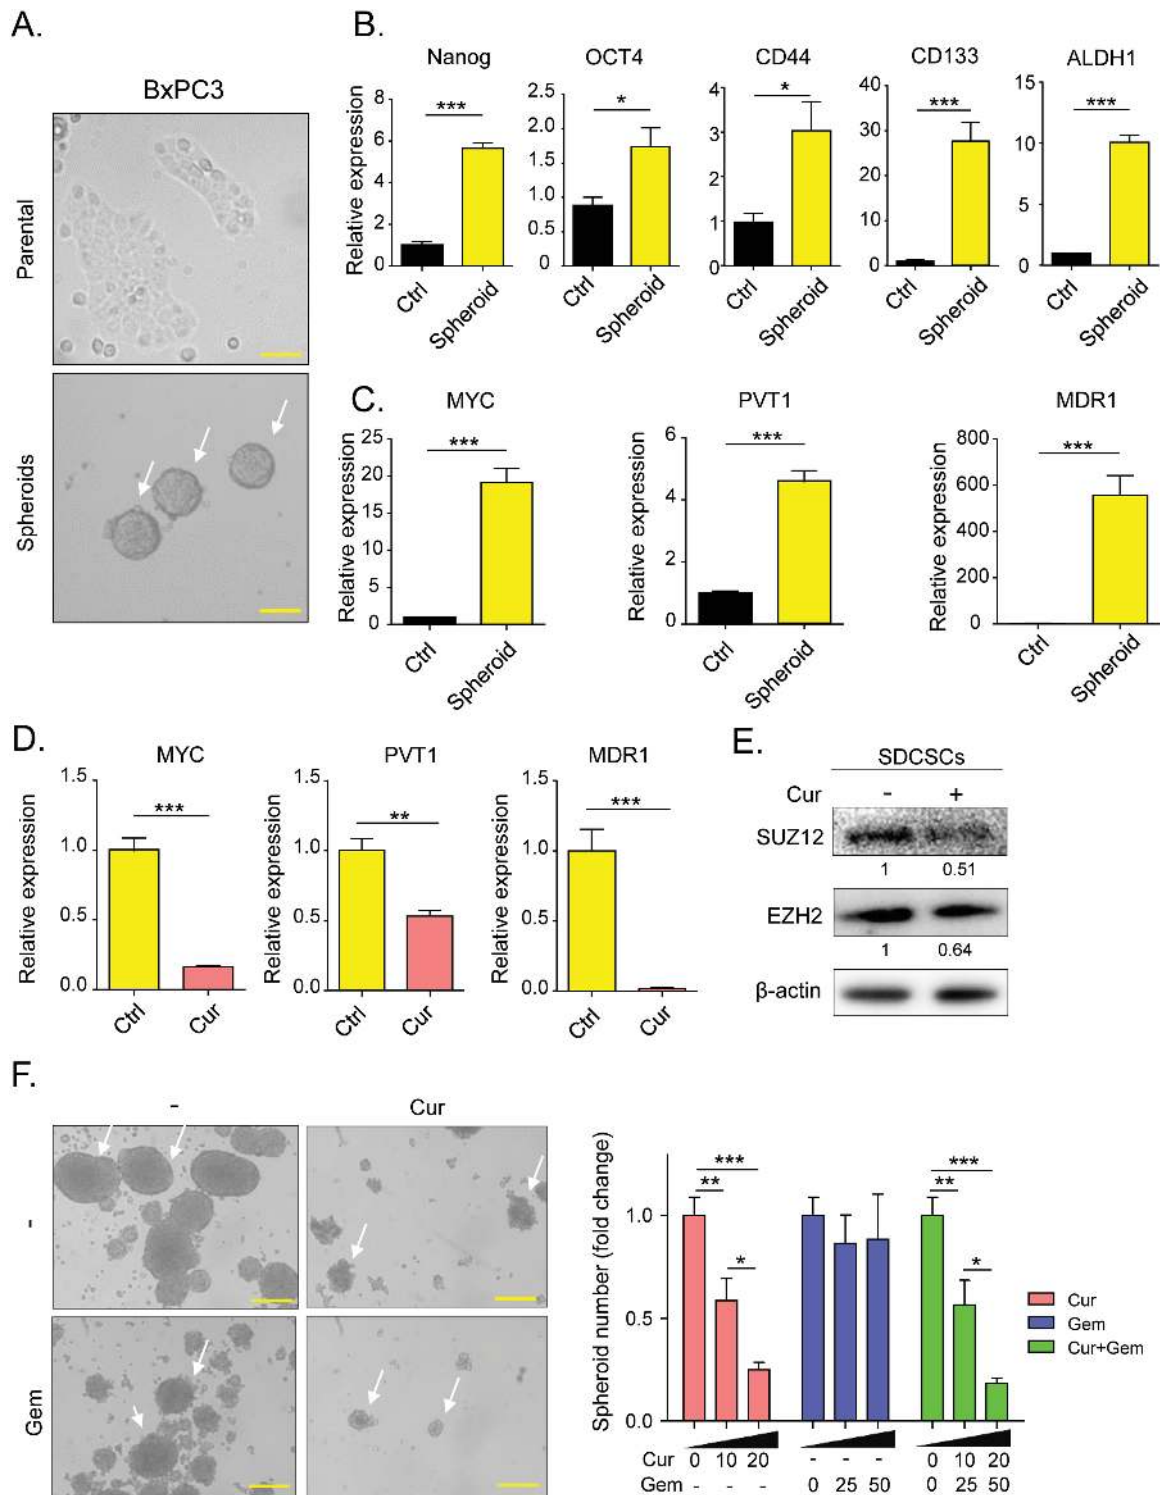 A.
BxPC3
Parental
Spheroids
B.
Nanog
OCT4
CD44
CD133
ALDH1
Relative expression
8
6
4
2
0
***
Ctrl
Spheroid
2.5
2.0
1.5
1.0
0.5
0.0
*
Ctrl
Spheroid
4
3
2
1
0
*
Ctrl
Spheroid
40
30
20
10
0
***
Ctrl
Spheroid
15
10
5
0
***
Ctrl
Spheroid
C.
MYC
PVT1
MDR1
Relative expression
25
20
15
10
5
0
***
Ctrl
Spheroid
Relative expression
6
4
2
0
***
Ctrl
Spheroid
Relative expression
800
600
400
200
0
***
Ctrl
Spheroid
D.
MYC
PVT1
MDR1
Relative expression
1.5
1.0
0.5
0.0
***
Ctrl
Cur
Relative expression
1.5
1.0
0.5
0.0
**
Ctrl
Cur
Relative expression
1.5
1.0
0.5
0.0
***
Ctrl
Cur
E.
SDCSCs
Cur - +
SUZ12
1 0.51
EZH2
1 0.64
β-actin
F.
- Cur
-
Gem
Spheroid number (fold change)
1.0
0.5
0.0
***
**
*
***
**
*
Cur
Gem
Cur+Gem
Cur 0 10 20 - - - 0 10 20
Gem - - - 0 25 50 0 25 50